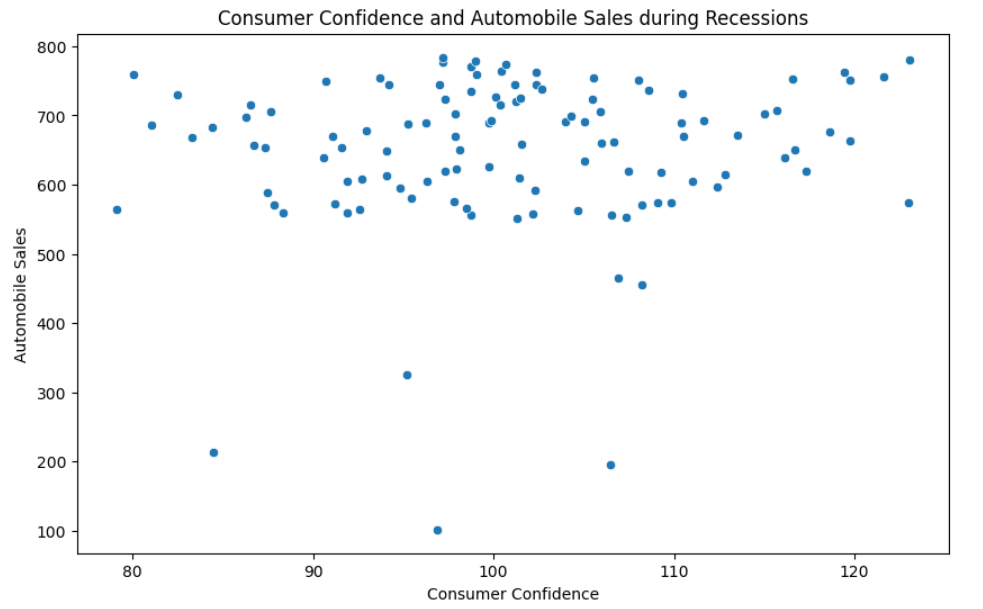 Consumer Confidence and Automobile Sales during Recessions
800
700
600
500
400
300
200
100
Automobile Sales
80 90 100 110 120
Consumer Confidence